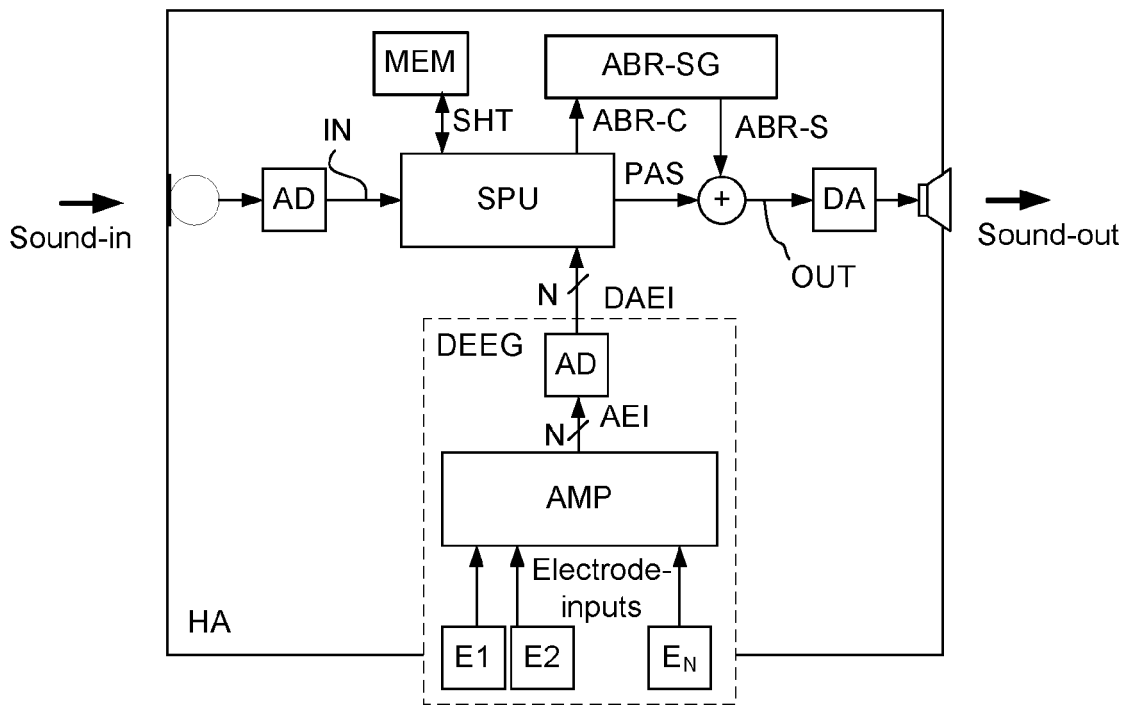 MEM
ABR-SG
IN
SHT
ABR-C
ABR-S
PAS
AD
SPU
+
DA
Sound-in
Sound-out
OUT
N
DAEI
DEEG
AD
AEI
N
AMP
Electrode-
inputs
HA
E1
E2
EN